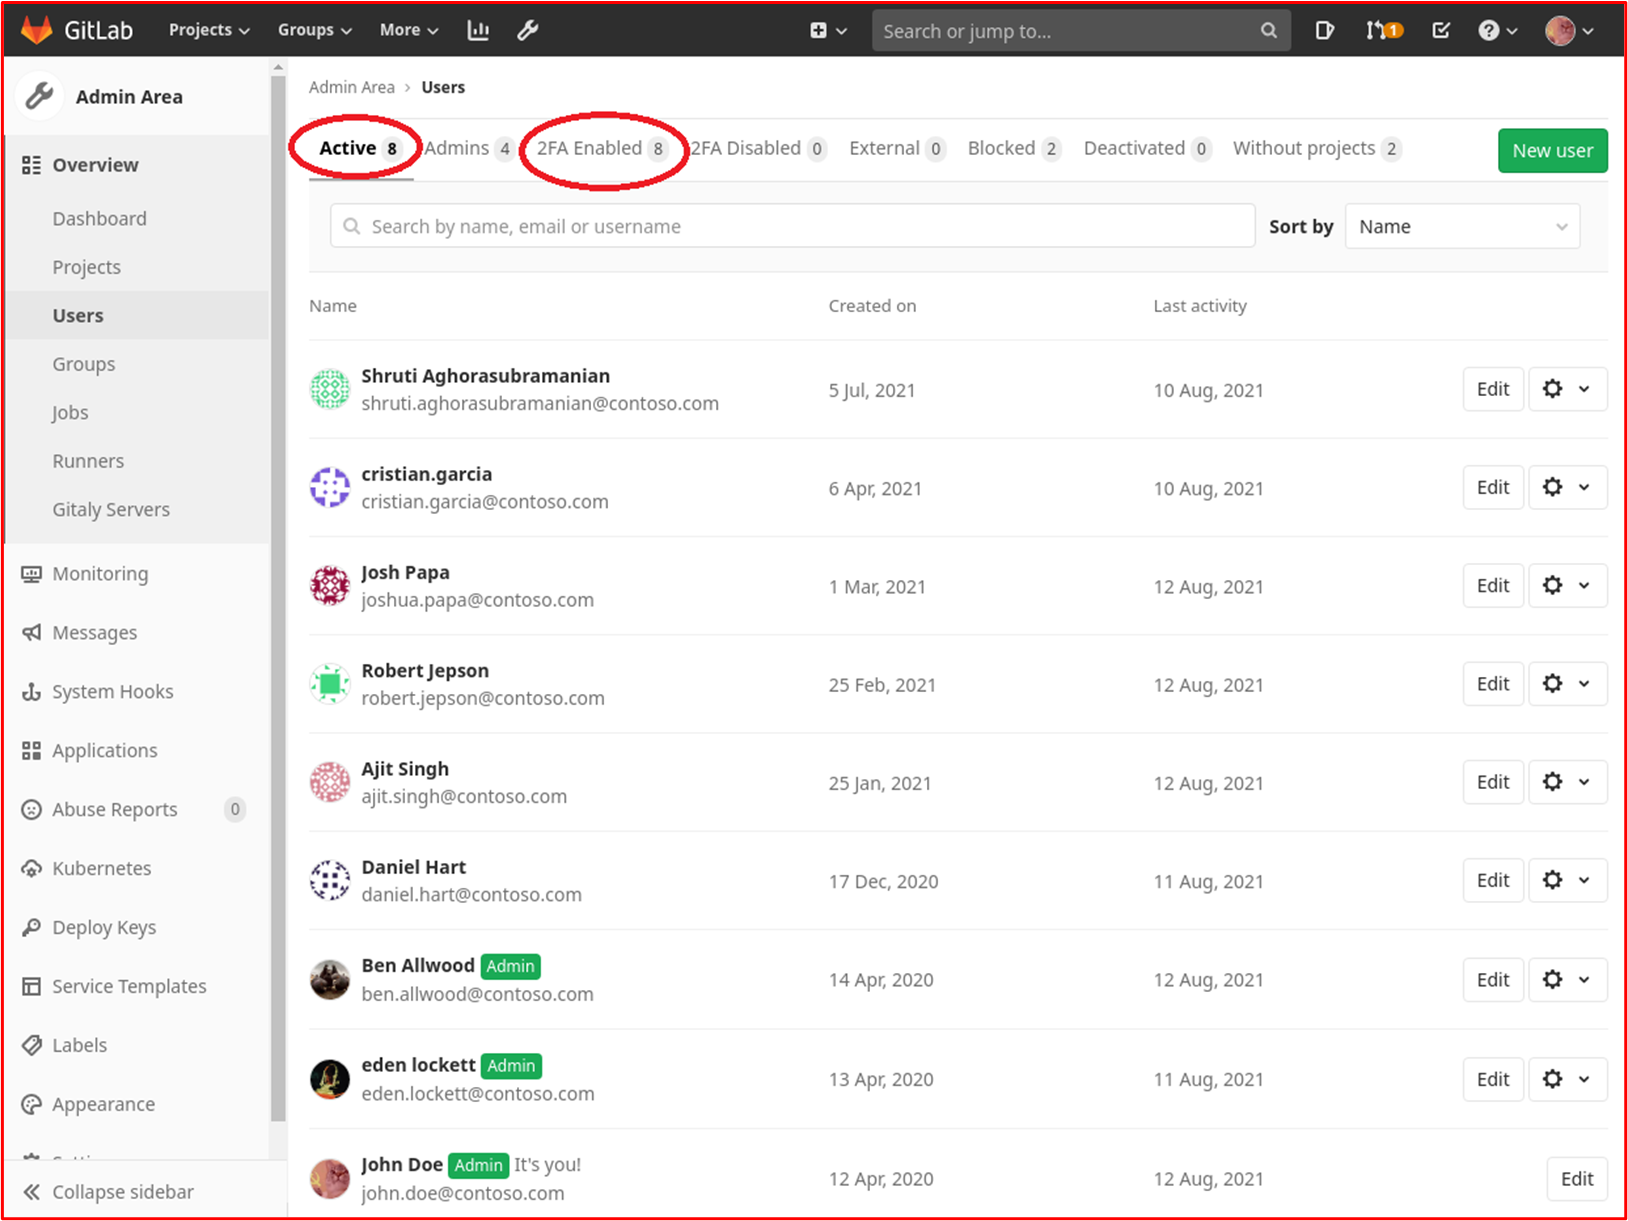 GitLab Projects Groups More Search or jump to... 1
Admin Area
Overview
Dashboard
Projects
Users
Groups
Jobs
Runners
Gitaly Servers
Monitoring
Messages
System Hooks
Applications
Abuse Reports 0
Kubernetes
Deploy Keys
Service Templates
Labels
Appearance
Collapse sidebar
Admin Area › Users
Active 8 Admins 4 2FA Enabled 8 2FA Disabled 0 External 0 Blocked 2 Deactivated 0 Without projects 2 New user
Search by name, email or username Sort by Name
Name Created on Last activity
Shruti Aghorasubramanian
shruti.aghorasubramanian@contoso.com 5 Jul, 2021 10 Aug, 2021 Edit
cristian.garcia
cristian.garcia@contoso.com 6 Apr, 2021 10 Aug, 2021 Edit
Josh Papa
joshua.papa@contoso.com 1 Mar, 2021 12 Aug, 2021 Edit
Robert Jepson
robert.jepson@contoso.com 25 Feb, 2021 12 Aug, 2021 Edit
Ajit Singh
ajit.singh@contoso.com 25 Jan, 2021 12 Aug, 2021 Edit
Daniel Hart
daniel.hart@contoso.com 17 Dec, 2020 11 Aug, 2021 Edit
Ben Allwood Admin
ben.allwood@contoso.com 14 Apr, 2020 12 Aug, 2021 Edit
eden lockett Admin
eden.lockett@contoso.com 13 Apr, 2020 11 Aug, 2021 Edit
John Doe Admin It's you!
john.doe@contoso.com 12 Apr, 2020 12 Aug, 2021 Edit